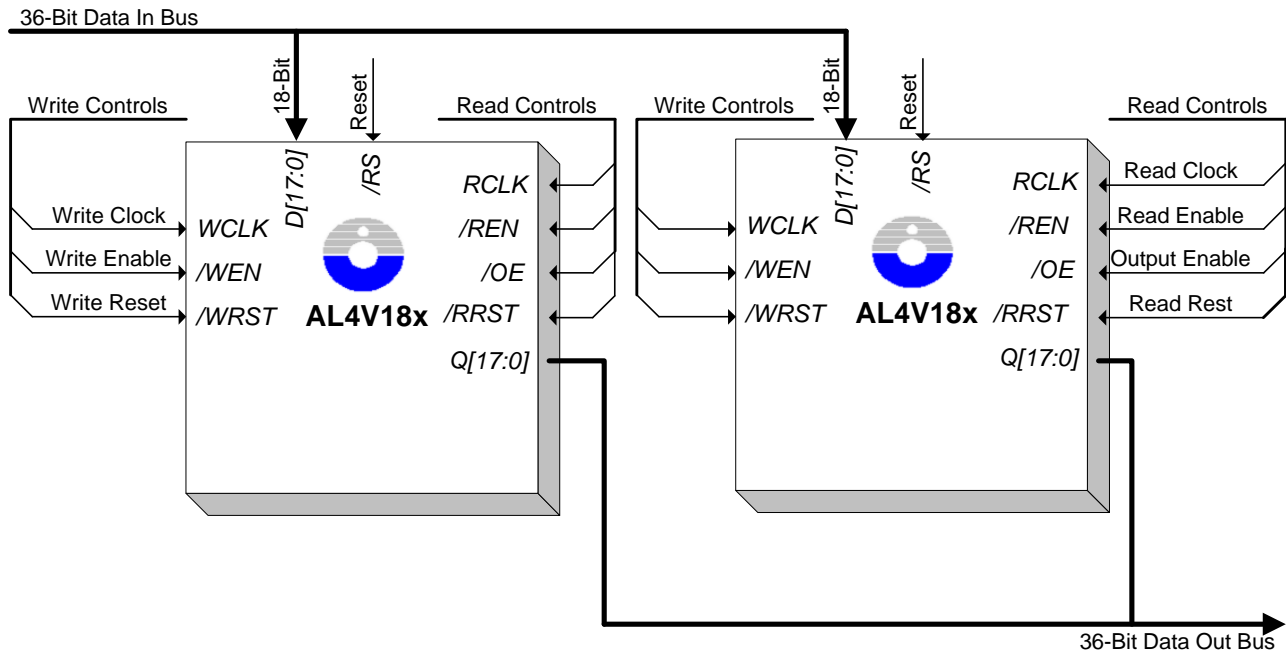 36-Bit Data In Bus
18-Bit
Reset
18-Bit
Reset
Write Controls
Read Controls
Write Controls
Read Controls
D[17:0]
/RS
D[17:0]
/RS
RCLK
RCLK
Read Clock
Write Clock
WCLK
/REN
WCLK
/REN
Read Enable
Write Enable
/WEN
/OE
/WEN
/OE
Output Enable
Write Reset
/WRST
AL4V18x
/RRST
/WRST
AL4V18x
/RRST
Read Rest
Q[17:0]
Q[17:0]
36-Bit Data Out Bus